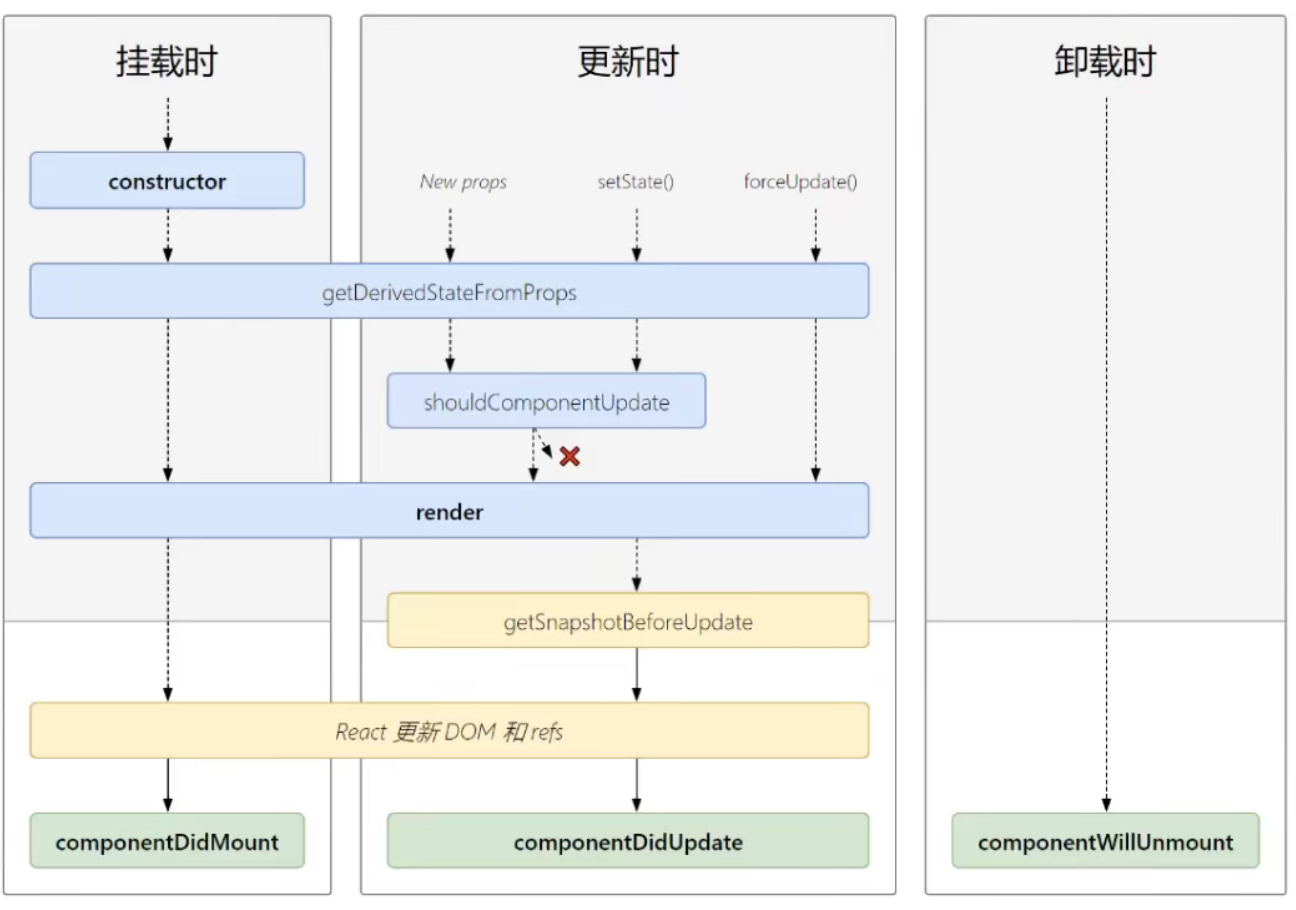 挂载时
更新时
卸载时
constructor
New props
setState()
forceUpdate()
getDerivedStateFromProps
shouldComponentUpdate
render
getSnapshotBeforeUpdate
React 更新 DOM 和 refs
componentDidMount
componentDidUpdate
componentWillUnmount